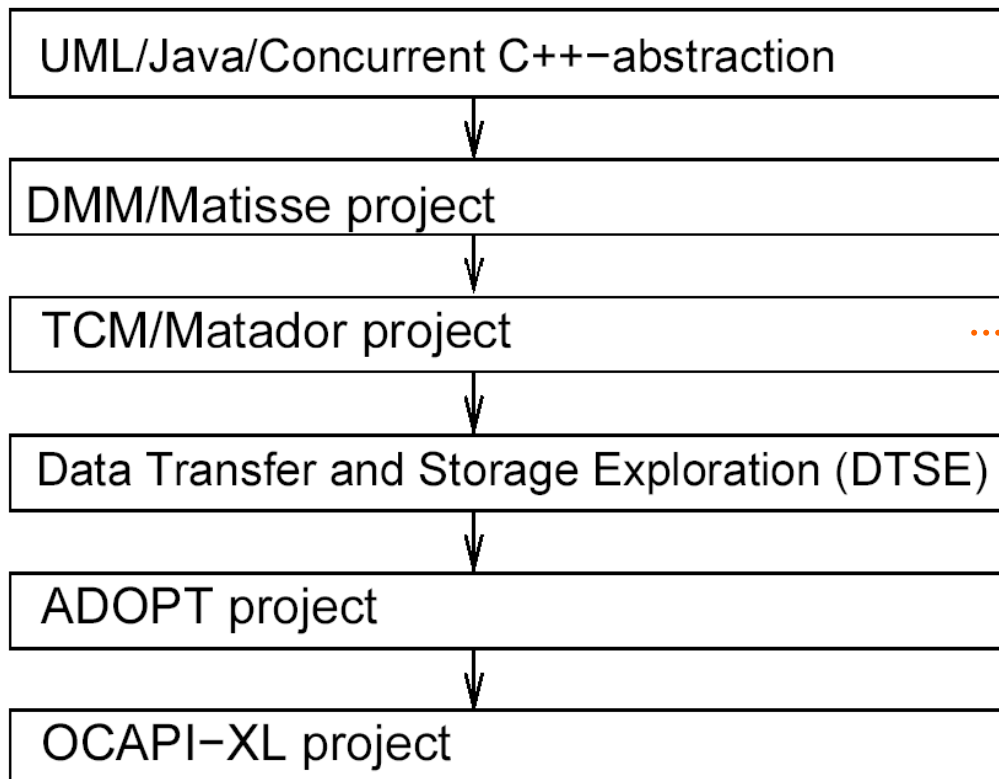 UML/Java/Concurrent C++−abstraction
DMM/Matisse project
TCM/Matador project
...
Data Transfer and Storage Exploration (DTSE)
ADOPT project
OCAPI−XL project